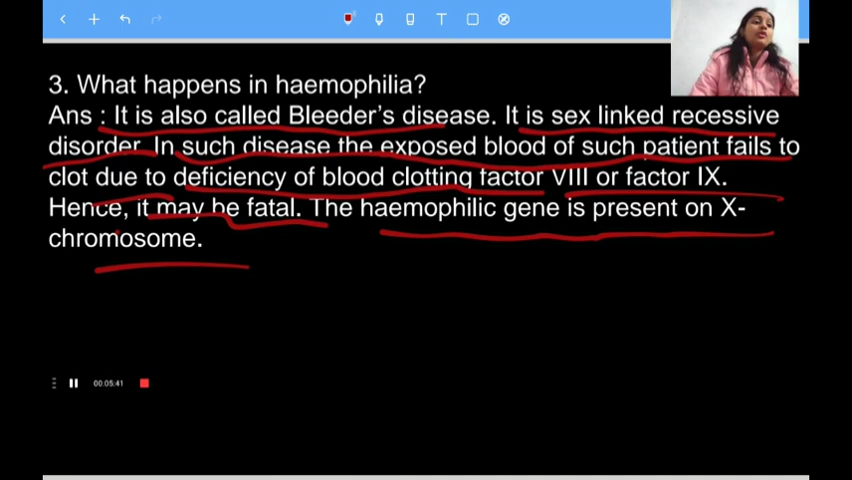 T
3. What happens in haemophilia?
Ans : It is also called Bleeder's disease. It is sex linked recessive
disorder. In such disease the exposed blood of such patient fails to
clot due to deficiency of blood clotting factor VIII or factor IX.
Hence, it may be fatal. The haemophilic gene is present on X-
chromosome.
00:05:41